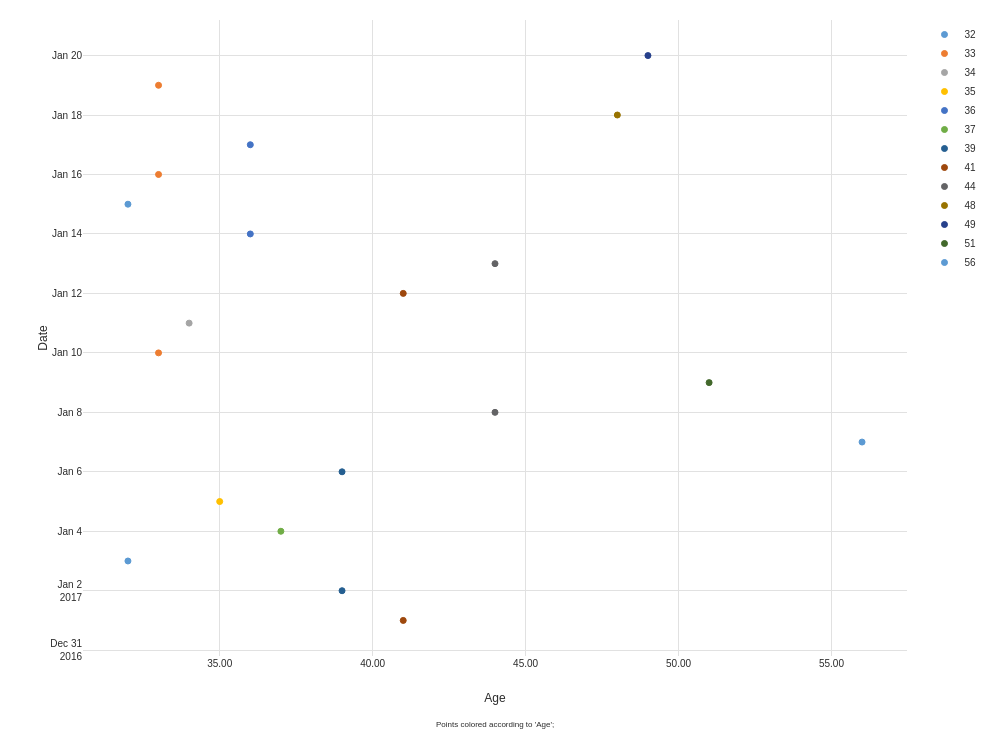 Jan 20
Jan 18
Jan 16
Jan 14
Jan 12
Jan 10
Jan 8
Jan 6
Jan 4
Jan 2
2017
Dec 31
2016
Date
35.00
40.00
45.00
50.00
55.00
Age
Points colored according to 'Age';
32
33
34
35
36
37
39
41
44
48
49
51
56